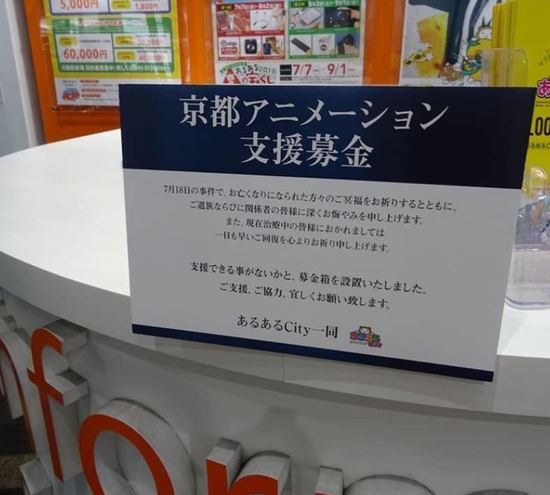 5,000円
1,800円
60,000円
7/7〜9/1
京都アニメーション
支援募金
7月18日の事件で、お亡くなりになられた方々のご冥福をお祈りするとともに、
ご遺族ならびに関係者の皆様に深くお悔やみを申し上げます。
また、現在治療中の皆様におかれましては
一日も早いご回復を心よりお祈り申し上げます。
支援できる事がないかと、募金箱を設置いたしました。
ご支援、ご協力、宜しくお願い致します。
あるあるCity一同